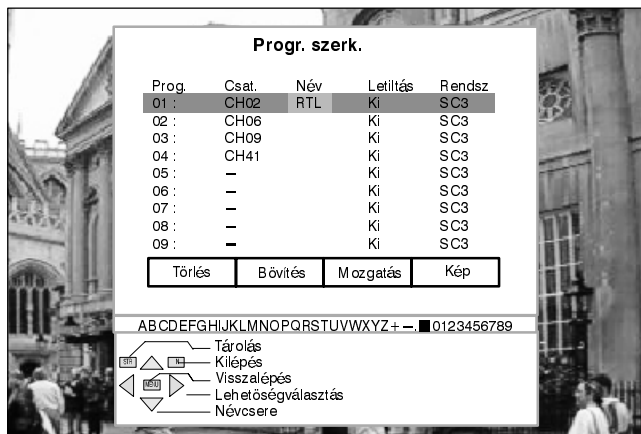 Progr. szerk.
Prog. Csat. Név Letiltás Rendsz
01 : CH02 RTL Ki SC3
02 : CH06 Ki SC3
03 : CH09 Ki SC3
04 : CH41 Ki SC3
05 : – Ki SC3
06 : – Ki SC3
07 : – Ki SC3
08 : – Ki SC3
09 : – Ki SC3
Törlés Bövítés Mozgatás Kép
ABCDEFGHIJKLMNOPQRSTUVWXYZ+–.■0123456789
Tárolás
STR N Kilépés
MENU Visszalépés
Lehetöségválasztás
Névcsere